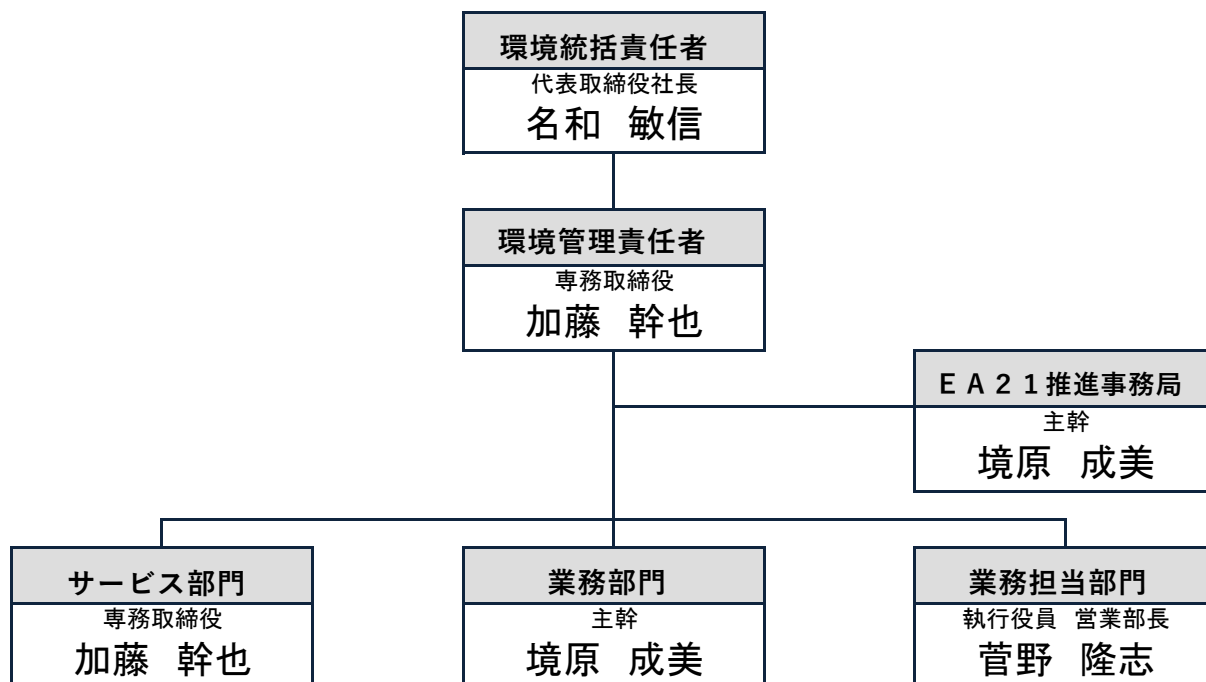 環境統括責任者
代表取締役社長
名和 敏信
環境管理責任者
専務取締役
加藤 幹也
ＥＡ２１推進事務局
主幹
境原 成美
サービス部門
専務取締役
加藤 幹也
業務部門
主幹
境原 成美
業務担当部門
執行役員 営業部長
菅野 隆志